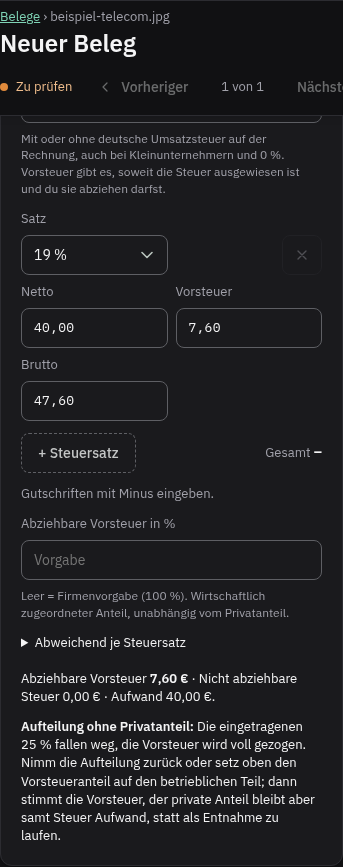 Belege › beispiel-telecom.jpg
Neuer Beleg
Zu prüfen
Vorheriger
1 von 1
Nächst
Mit oder ohne deutsche Umsatzsteuer auf der
Rechnung, auch bei Kleinunternehmern und 0 %.
Vorsteuer gibt es, soweit die Steuer ausgewiesen ist
und du sie abziehen darfst.
Satz
19 %
Netto
Vorsteuer
40,00
7,60
Brutto
47,60
+ Steuersatz
Gesamt –
Gutschriften mit Minus eingeben.
Abziehbare Vorsteuer in %
Vorgabe
Leer = Firmenvorgabe (100 %). Wirtschaftlich
zugeordneter Anteil, unabhängig vom Privatanteil.
Abweichend je Steuersatz
Abziehbare Vorsteuer 7,60 € · Nicht abziehbare
Steuer 0,00 € · Aufwand 40,00 €.
Aufteilung ohne Privatanteil: Die eingetragenen
25 % fallen weg, die Vorsteuer wird voll gezogen.
Nimm die Aufteilung zurück oder setz oben den
Vorsteueranteil auf den betrieblichen Teil; dann
stimmt die Vorsteuer, der private Anteil bleibt aber
samt Steuer Aufwand, statt als Entnahme zu
laufen.